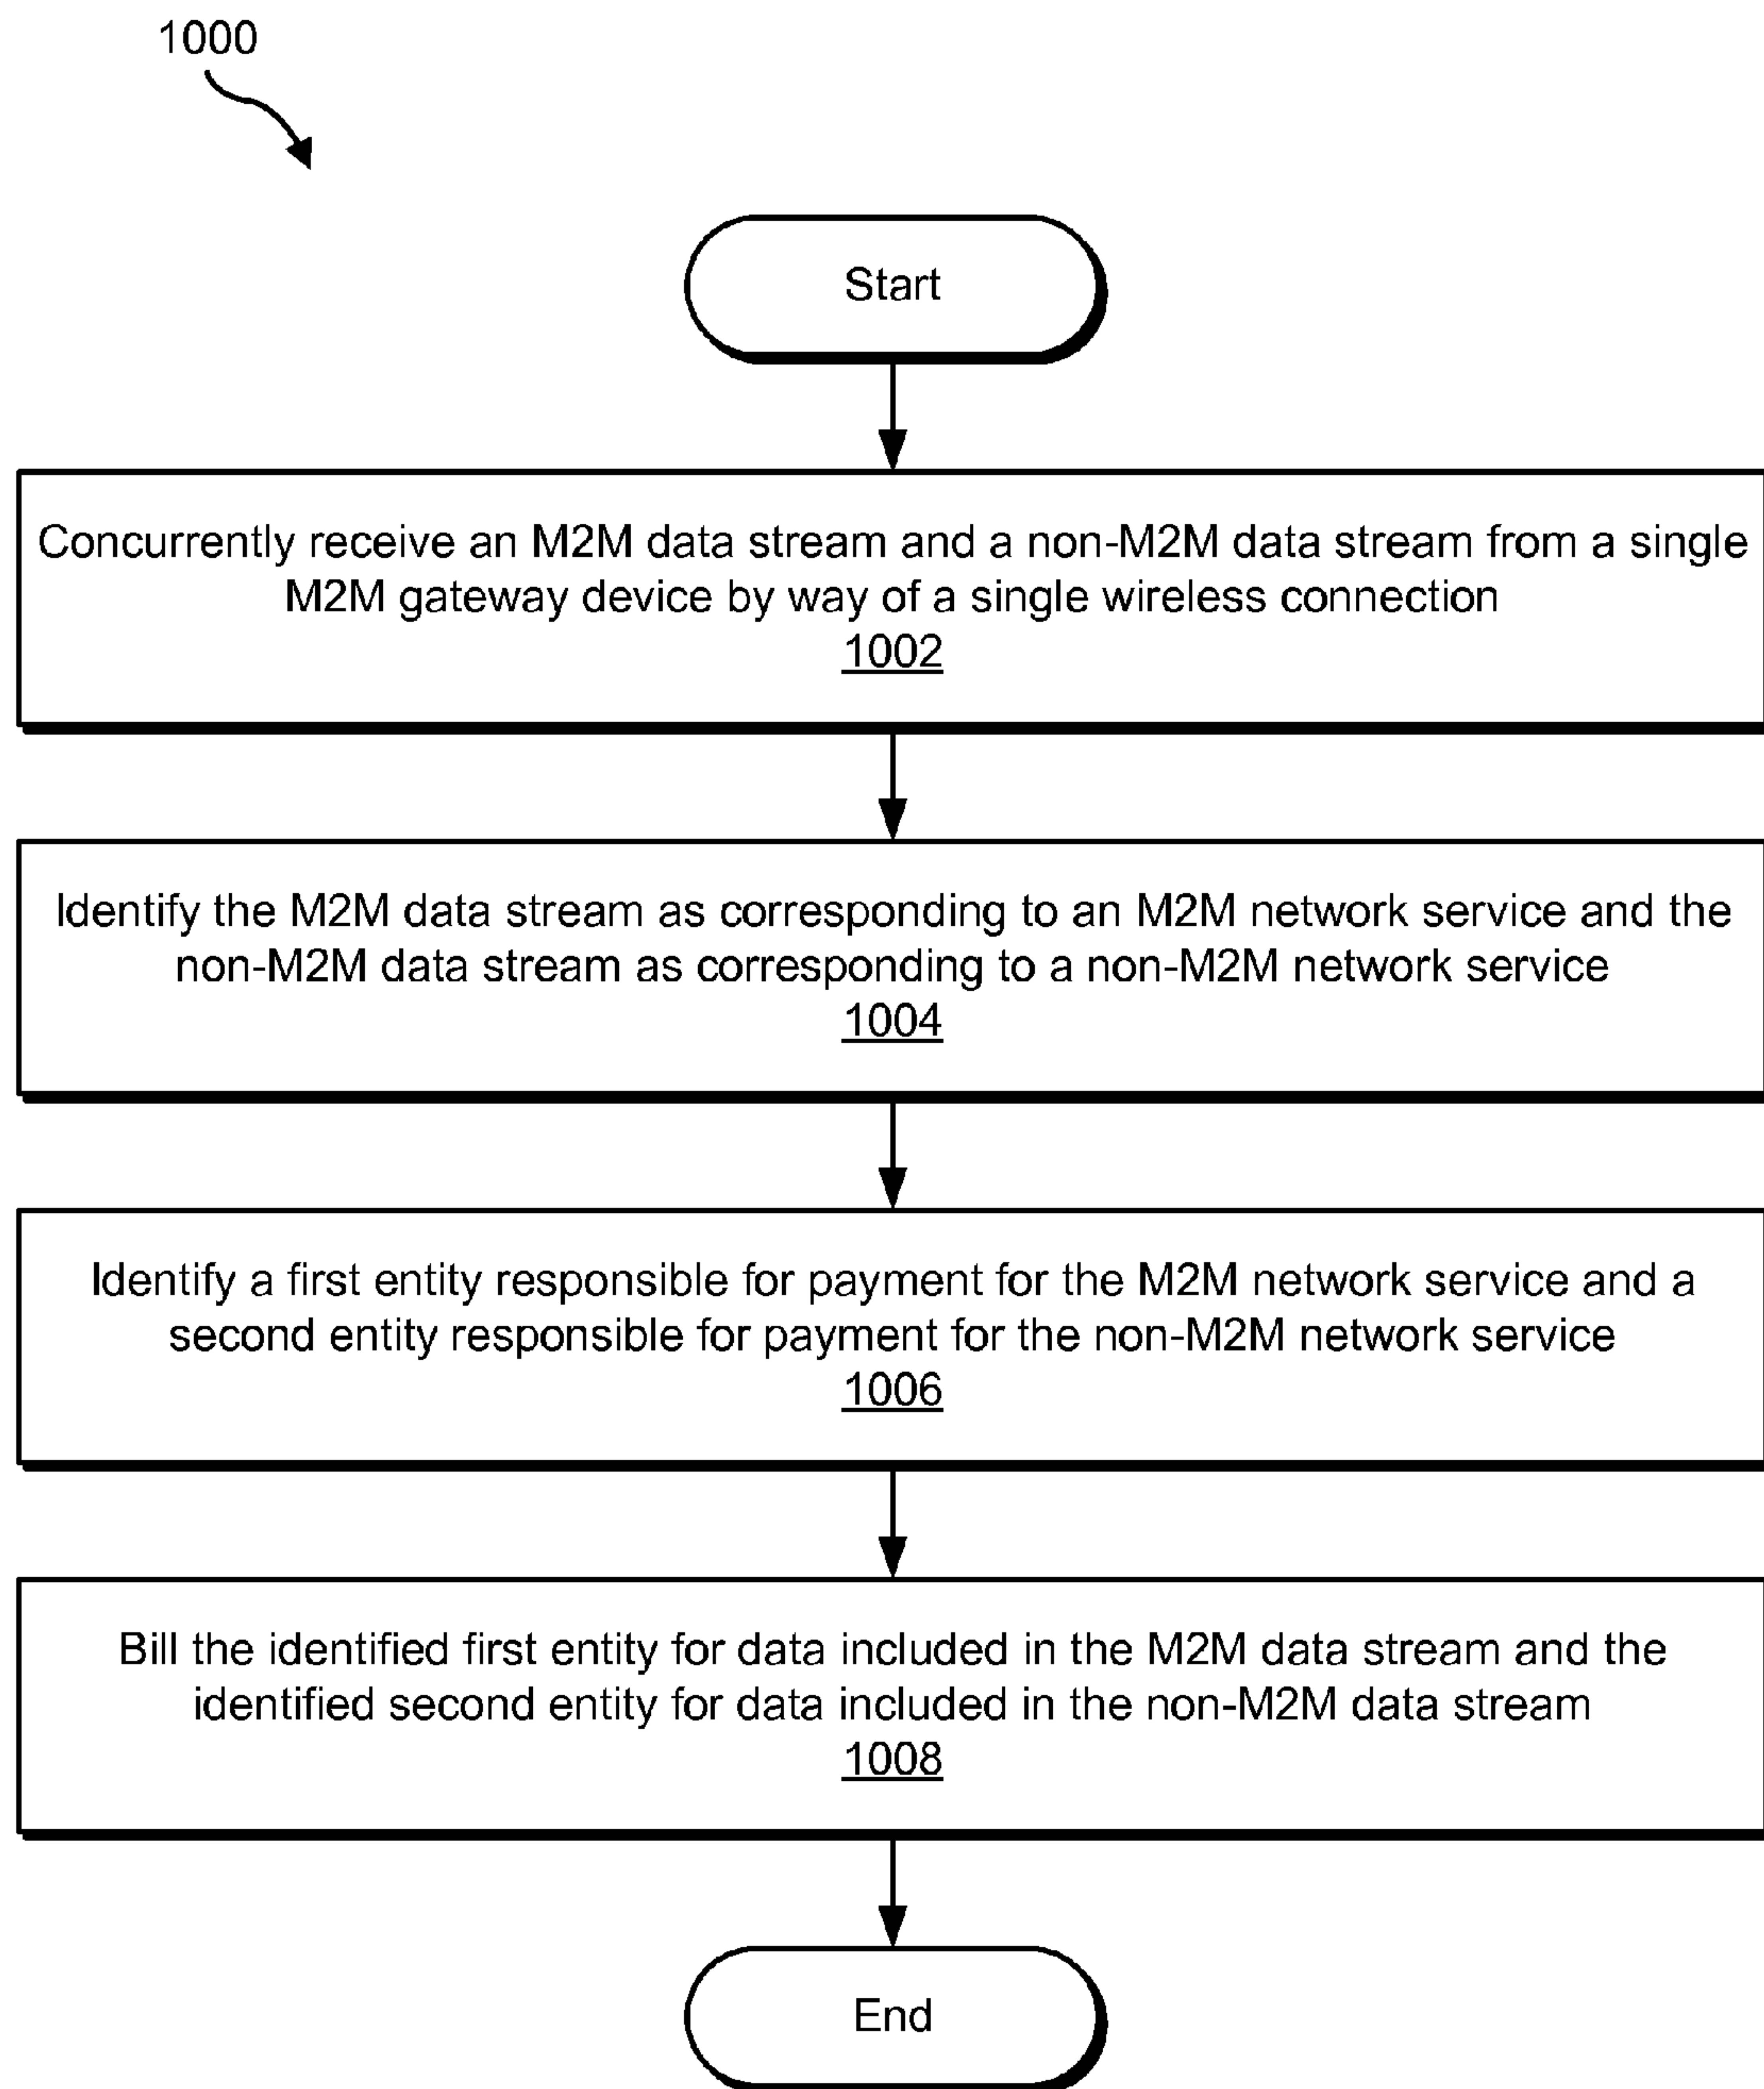 1000
Start
Concurrently receive an M2M data stream and a non-M2M data stream from a single
M2M gateway device by way of a single wireless connection
1002
Identify the M2M data stream as corresponding to an M2M network service and the
non-M2M data stream as corresponding to a non-M2M network service
1004
Identify a first entity responsible for payment for the M2M network service and a
second entity responsible for payment for the non-M2M network service
1006
Bill the identified first entity for data included in the M2M data stream and the
identified second entity for data included in the non-M2M data stream
1008
End